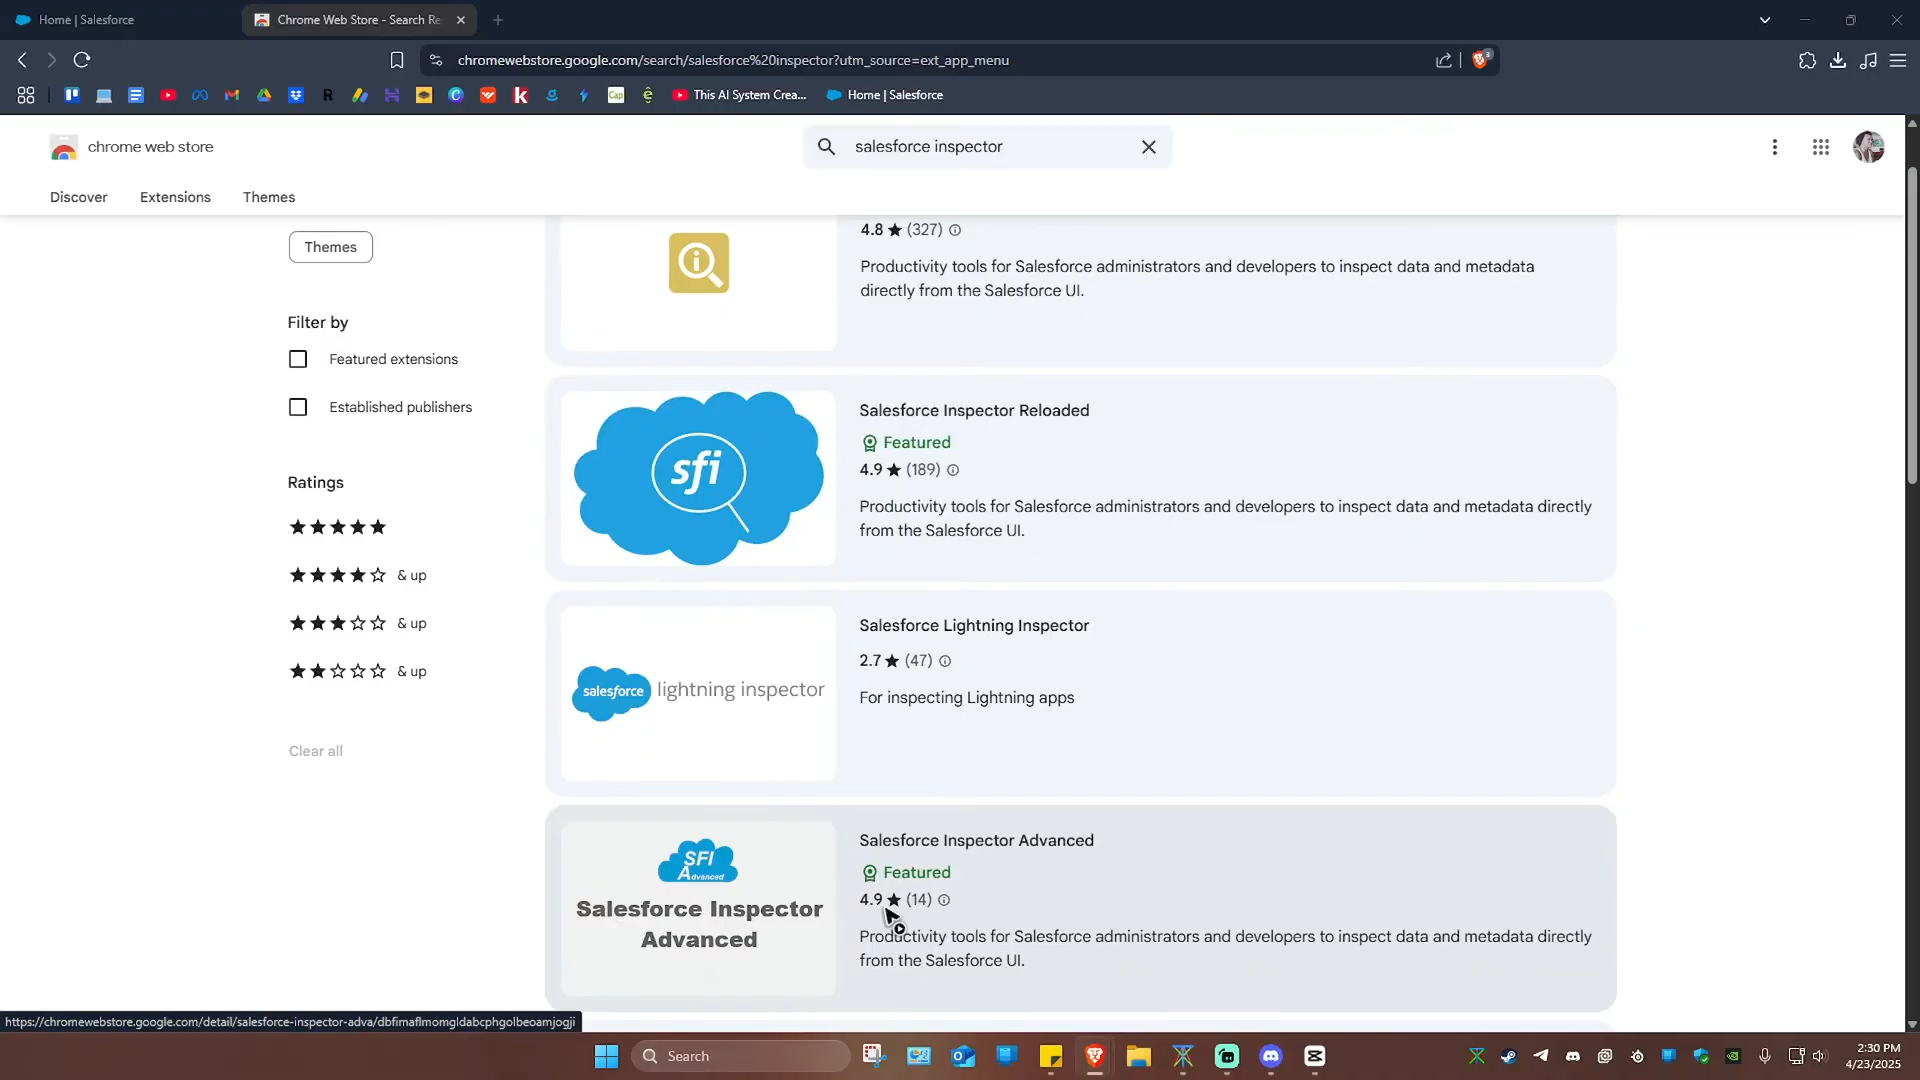 Home | Salesforce
Chrome Web Store - Search Re
chromewebstore.google.com/search/salesforce%20inspector?utm_source=ext_app_menu
3
This AI System Crea...
Home | Salesforce
chrome web store
salesforce inspector
Discover
Extensions
Themes
Themes
Filter by
Featured extensions
Established publishers
Ratings
& up
& up
& up
Clear all
4.8 ★ (327)
Productivity tools for Salesforce administrators and developers to inspect data and metadata
directly from the Salesforce UI.
sfi
Salesforce Inspector Reloaded
Featured
4.9 ★ (189)
Productivity tools for Salesforce administrators and developers to inspect data and metadata directly
from the Salesforce UI.
salesforce lightning inspector
Salesforce Lightning Inspector
2.7 ★ (47)
For inspecting Lightning apps
SFI
Advanced
Salesforce Inspector
Advanced
Salesforce Inspector Advanced
Featured
4.9 ★ (14)
Productivity tools for Salesforce administrators and developers to inspect data and metadata directly
from the Salesforce UI.
https://chromewebstore.google.com/detail/salesforce-inspector-adva/dbfimaflmomgldabcphgolbeoamjogji
Search
2:30 PM
4/23/2025